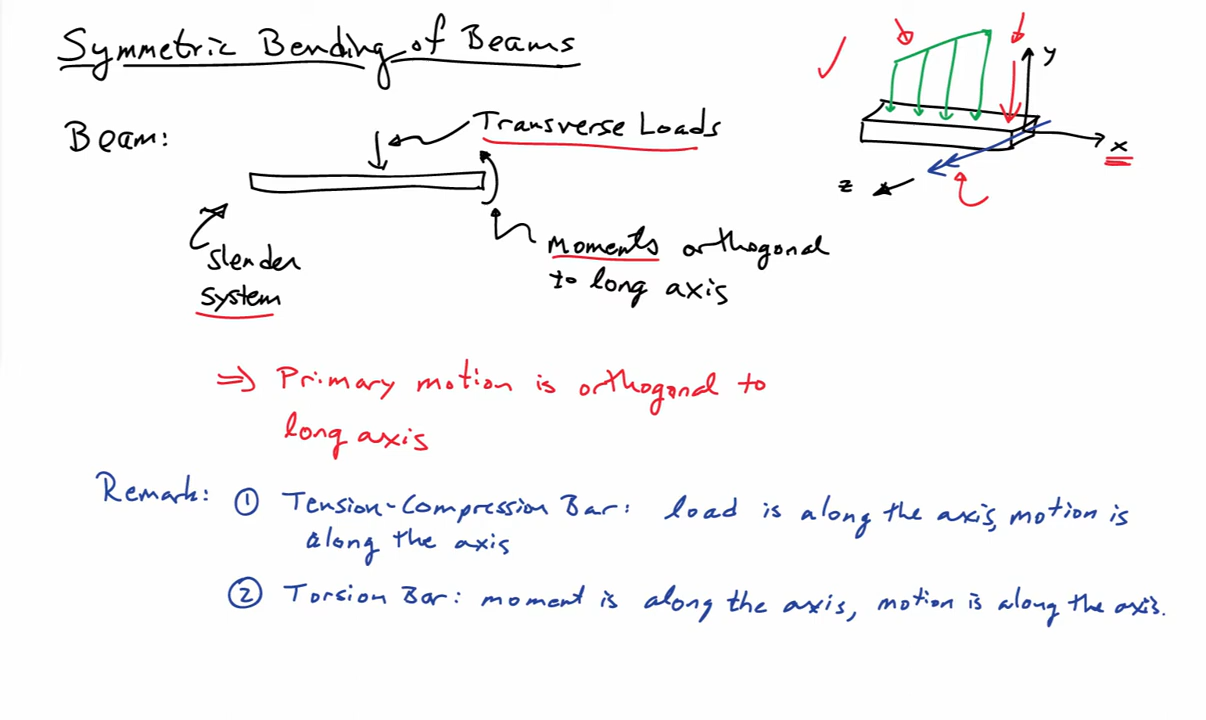 Symmetric Bending of Beams
y
Beam:
Transverse Loads
x
z
slender
system
Moments orthogonal
to long axis
⇒ Primary motion is orthogonal to
long axis
Remark: ① Tension-Compression Bar: load is along the axis, motion is
along the axis
② Torsion Bar: moment is along the axis, motion is along the axis.